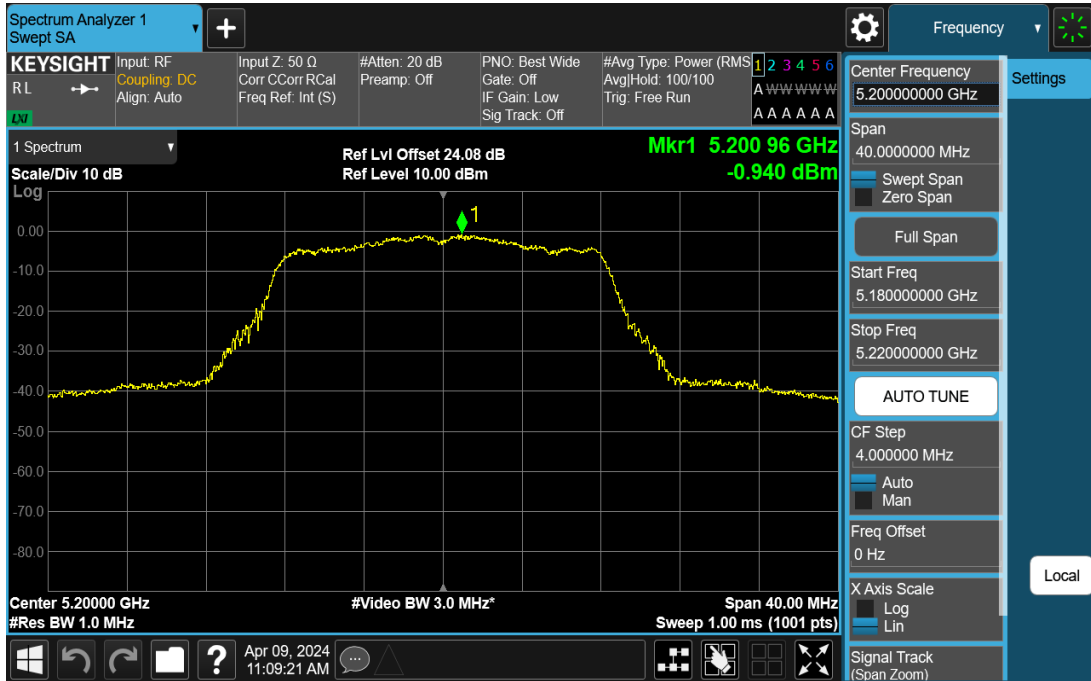 Spectrum Analyzer 1
Swept SA
Frequency
KEYSIGHT
RL
LXI
Input: RF
Coupling: DC
Align: Auto
Input Z: 50 Ω
Corr CCorr RCal
Freq Ref: Int (S)
#Atten: 20 dB
Preamp: Off
PNO: Best Wide
Gate: Off
IF Gain: Low
Sig Track: Off
#Avg Type: Power (RMS
Avg|Hold: 100/100
Trig: Free Run
1 2 3 4 5 6
A W W W W W
A A A A A A
1 Spectrum
Scale/Div 10 dB
Log
Ref Lvl Offset 24.08 dB
Ref Level 10.00 dBm
Mkr1 5.200 96 GHz
-0.940 dBm
1
0.00
-10.0
-20.0
-30.0
-40.0
-50.0
-60.0
-70.0
-80.0
Center 5.20000 GHz
#Video BW 3.0 MHz*
Span 40.00 MHz
#Res BW 1.0 MHz
Sweep 1.00 ms (1001 pts)
Apr 09, 2024
11:09:21 AM
Center Frequency
5.200000000 GHz
Span
40.0000000 MHz
Swept Span
Zero Span
Full Span
Start Freq
5.180000000 GHz
Stop Freq
5.220000000 GHz
AUTO TUNE
CF Step
4.000000 MHz
Auto
Man
Freq Offset
0 Hz
X Axis Scale
Log
Lin
Signal Track
(Span Zoom)
Settings
Local